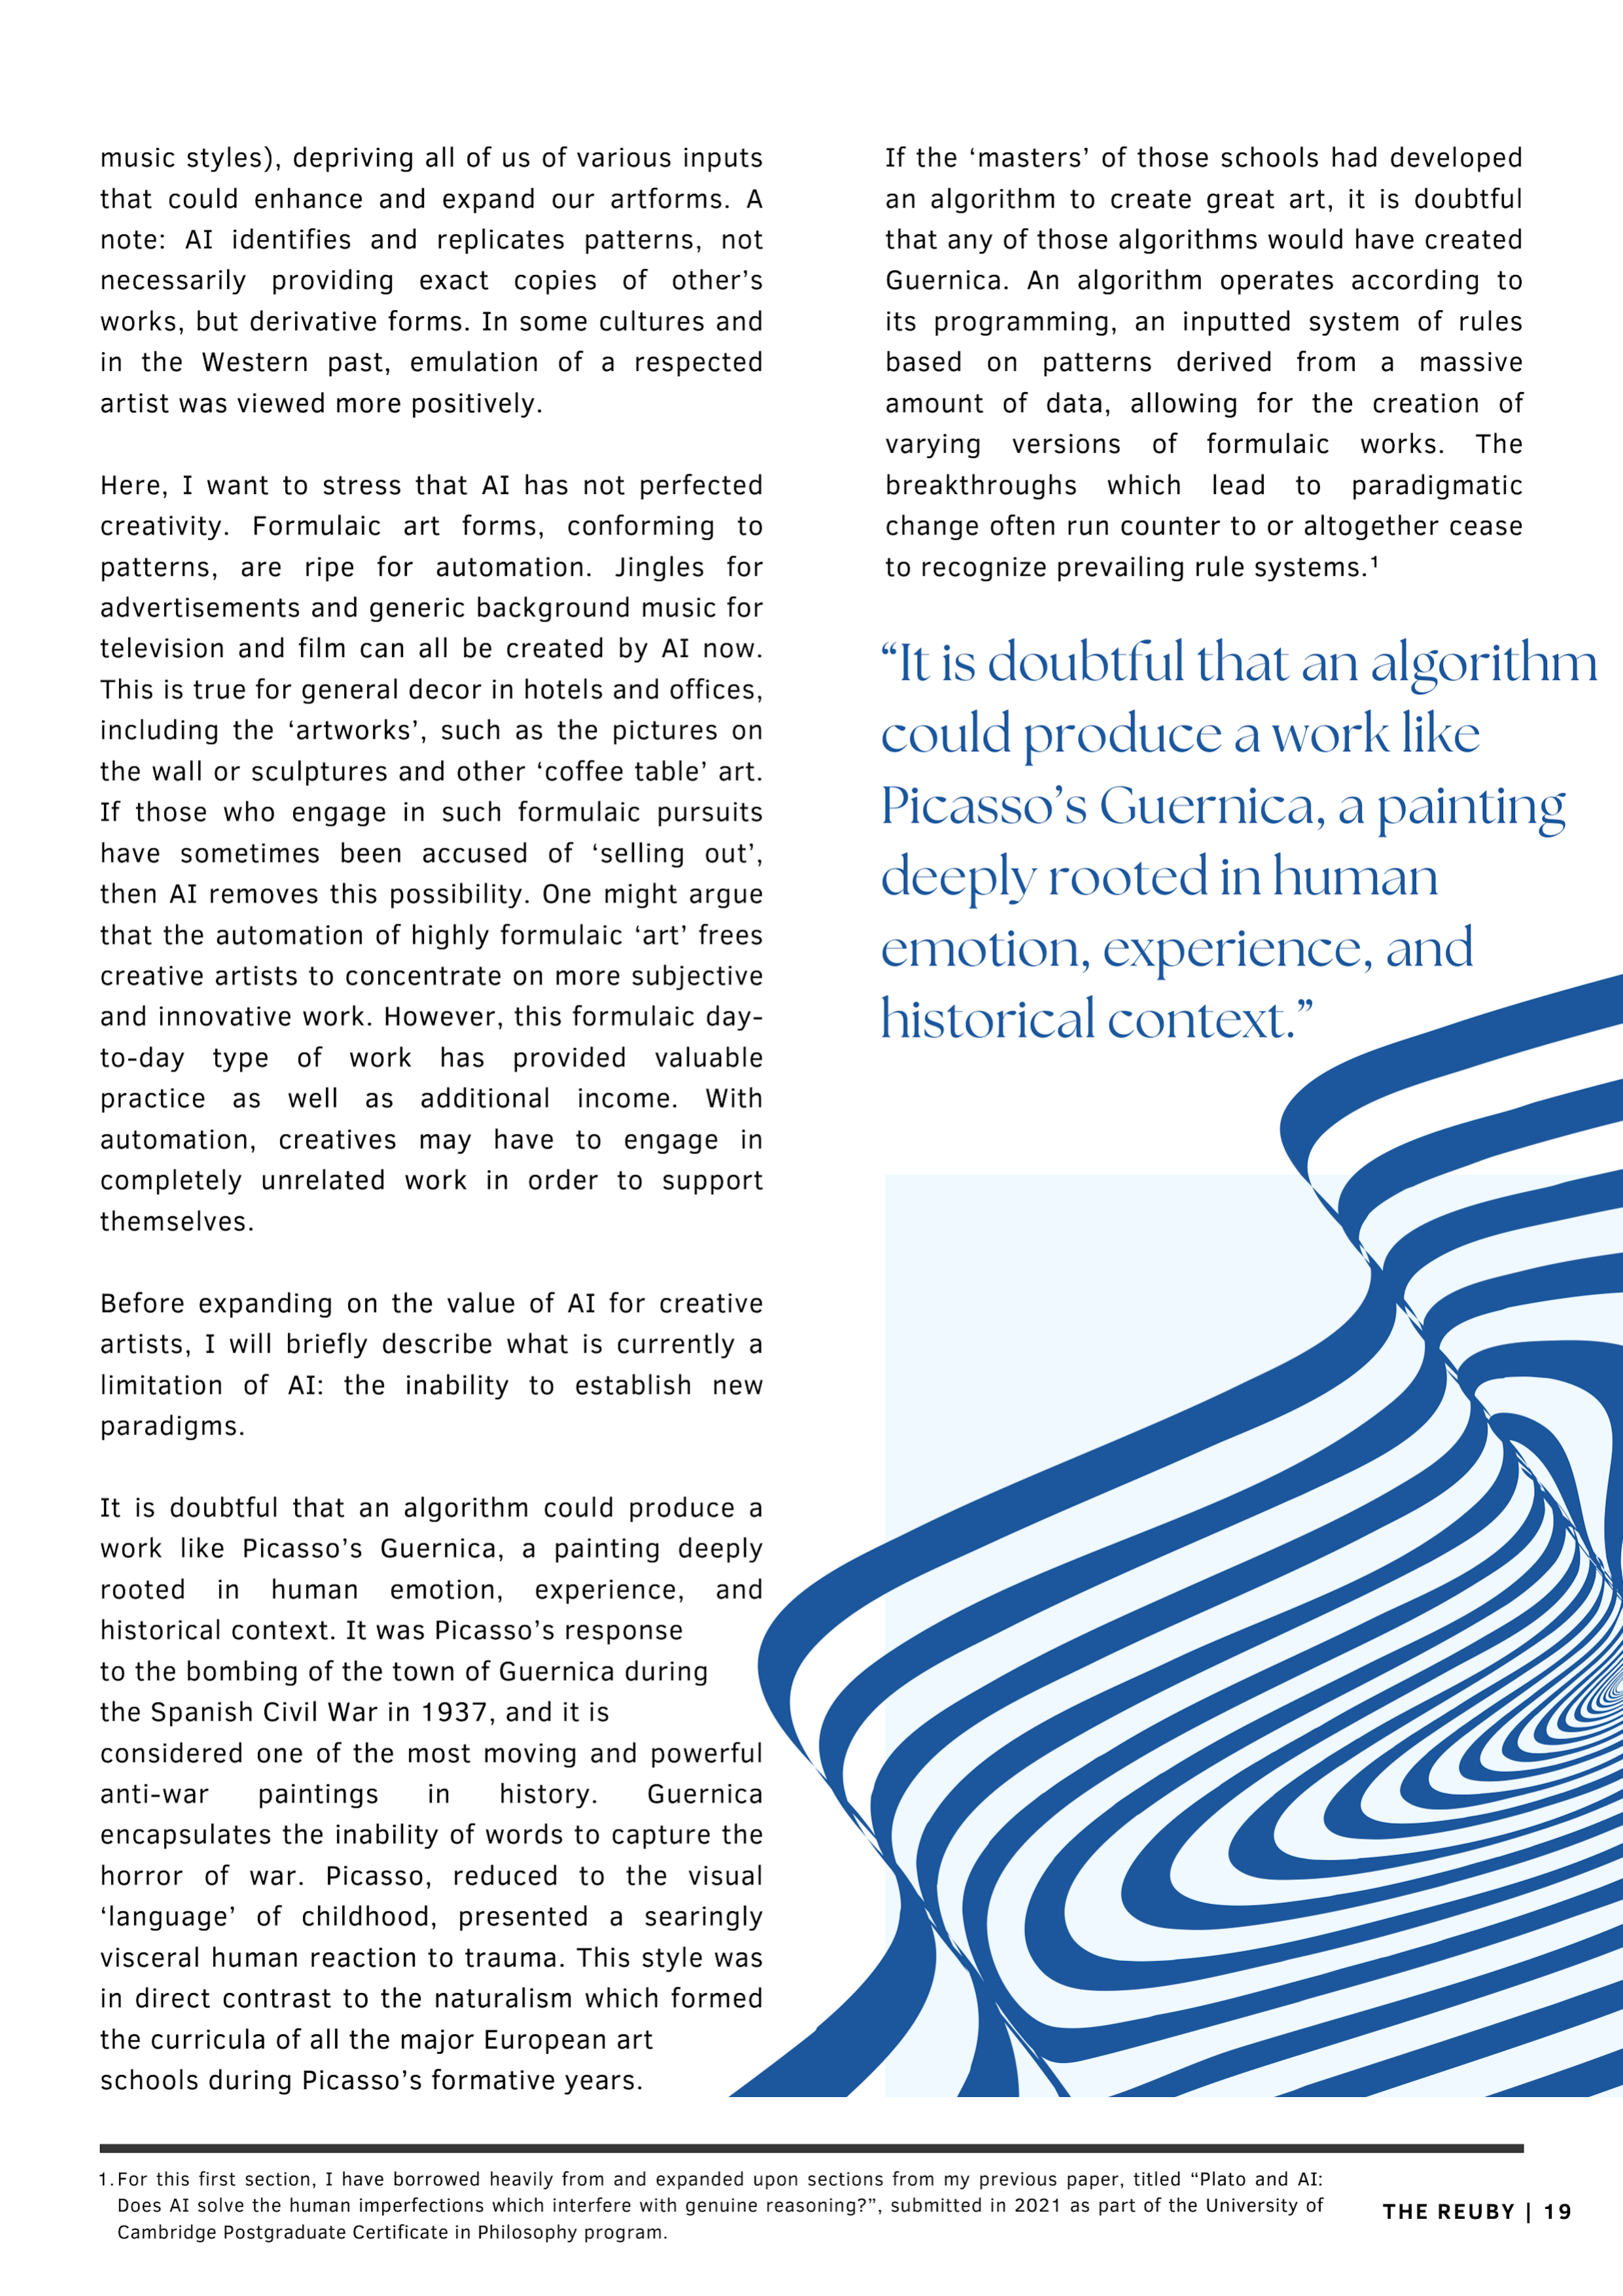 music styles), depriving all of us of various inputs
that could enhance and expand our artforms. A
note: AI identifies and replicates patterns, not
necessarily providing exact copies of other’s
works, but derivative forms. In some cultures and
in the Western past, emulation of a respected
artist was viewed more positively.
Here, I want to stress that AI has not perfected
creativity. Formulaic art forms, conforming to
patterns, are ripe for automation. Jingles for
advertisements and generic background music for
television and film can all be created by AI now.
This is true for general decor in hotels and offices,
including the ‘artworks’, such as the pictures on
the wall or sculptures and other ‘coffee table’ art.
If those who engage in such formulaic pursuits
have sometimes been accused of ‘selling out’,
then AI removes this possibility. One might argue
that the automation of highly formulaic ‘art’ frees
creative artists to concentrate on more subjective
and innovative work. However, this formulaic day-
to-day type of work has provided valuable
practice as well as additional income. With
automation, creatives may have to engage in
completely unrelated work in order to support
themselves.
Before expanding on the value of AI for creative
artists, I will briefly describe what is currently a
limitation of AI: the inability to establish new
paradigms.
It is doubtful that an algorithm could produce a
work like Picasso’s Guernica, a painting deeply
rooted in human emotion, experience, and
historical context. It was Picasso’s response
to the bombing of the town of Guernica during
the Spanish Civil War in 1937, and it is
considered one of the most moving and powerful
anti-war paintings in history. Guernica
encapsulates the inability of words to capture the
horror of war. Picasso, reduced to the visual
‘language’ of childhood, presented a searingly
visceral human reaction to trauma. This style was
in direct contrast to the naturalism which formed
the curricula of all the major European art
schools during Picasso’s formative years.
If the ‘masters’ of those schools had developed
an algorithm to create great art, it is doubtful
that any of those algorithms would have created
Guernica. An algorithm operates according to
its programming, an inputted system of rules
based on patterns derived from a massive
amount of data, allowing for the creation of
varying versions of formulaic works. The
breakthroughs which lead to paradigmatic
change often run counter to or altogether cease
to recognize prevailing rule systems.¹
“It is doubtful that an algorithm
could produce a work like
Picasso’s Guernica, a painting
deeply rooted in human
emotion, experience, and
historical context.”
1. For this first section, I have borrowed heavily from and expanded upon sections from my previous paper, titled “Plato and AI:
Does AI solve the human imperfections which interfere with genuine reasoning?”, submitted in 2021 as part of the University of
Cambridge Postgraduate Certificate in Philosophy program.
THE REUBY | 19